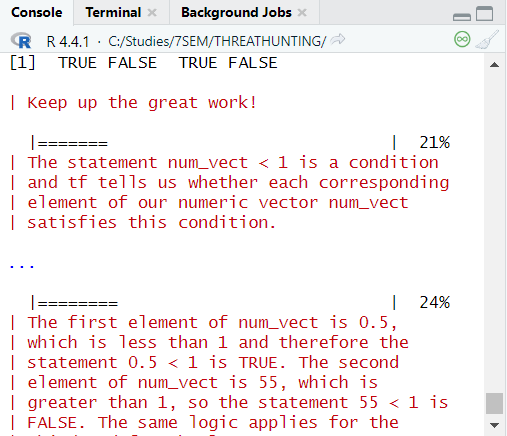 Console Terminal × Background Jobs ×
R 4.4.1 · C:/Studies/7SEM/THREATHUNTING/
[1]  TRUE FALSE  TRUE FALSE
| Keep up the great work!
|=======                              |  21%
| The statement num_vect < 1 is a condition
| and tf tells us whether each corresponding
| element of our numeric vector num_vect
| satisfies this condition.
...
|========                             |  24%
| The first element of num_vect is 0.5,
| which is less than 1 and therefore the
| statement 0.5 < 1 is TRUE. The second
| element of num_vect is 55, which is
| greater than 1, so the statement 55 < 1 is
| FALSE. The same logic applies for the